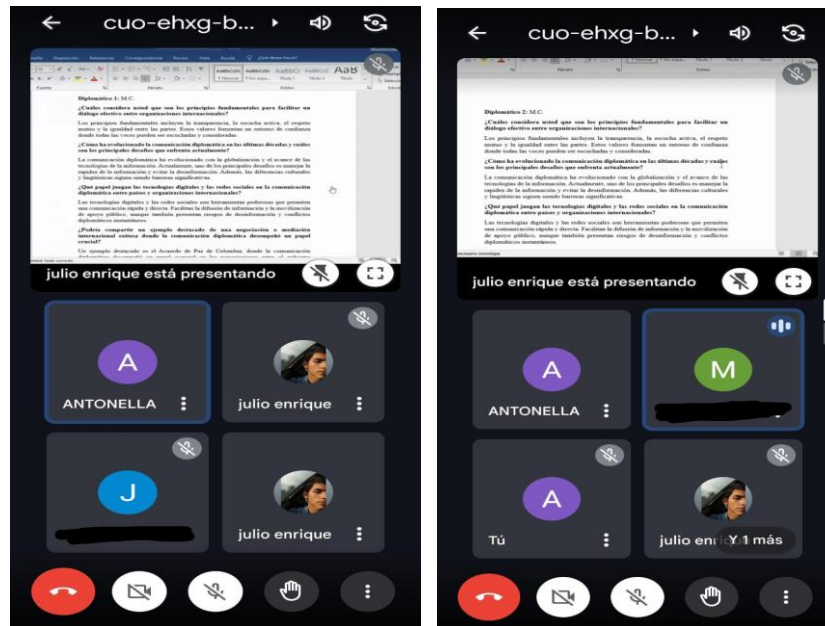 cuo-ehxg-b...
Diplomático 1: M.C.
¿Cuáles considera usted que son los principios fundamentales para facilitar un
diálogo efectivo entre organizaciones internacionales?
Los principios fundamentales incluyen la transparencia, la escucha activa, el respeto
mutuo y la igualdad entre las partes. Estos valores fomentan un entorno de confianza
donde todas las voces pueden ser escuchadas y consideradas.
¿Cómo ha evolucionado la comunicación diplomática en las últimas décadas y cuáles
son los principales desafíos que enfrenta actualmente?
La comunicación diplomática ha evolucionado con la globalización y el avance de las
tecnologías de la información. Actualmente, uno de los principales desafíos es manejar la
rapidez de la información y evitar la desinformación. Además, las diferencias culturales
y lingüísticas siguen siendo barreras significativas.
¿Qué papel juegan las tecnologías digitales y las redes sociales en la comunicación
diplomática entre países y organizaciones internacionales?
Las tecnologías digitales y las redes sociales son herramientas poderosas que permiten
una comunicación rápida y directa. Facilitan la difusión de información y la movilización
de apoyo público, aunque también presentan riesgos de desinformación y conflictos
diplomáticos instantáneos.
¿Podría compartir un ejemplo destacado de una negociación o mediación
internacional exitosa donde la comunicación diplomática desempeñó un papel
crucial?
Un ejemplo destacado es el Acuerdo de Paz de Colombia, donde la comunicación
julio enrique está presentando
A
ANTONELLA
julio enrique
J
julio enrique
cuo-ehxg-b...
Diplomático 2: M.C.
¿Cuáles considera usted que son los principios fundamentales para facilitar un
diálogo efectivo entre organizaciones internacionales?
Los principios fundamentales incluyen la transparencia, la escucha activa, el respeto
mutuo y la igualdad entre las partes. Estos valores fomentan un entorno de confianza
donde todas las voces pueden ser escuchadas y consideradas.
¿Cómo ha evolucionado la comunicación diplomática en las últimas décadas y cuáles
son los principales desafíos que enfrenta actualmente?
La comunicación diplomática ha evolucionado con la globalización y el avance de las
tecnologías de la información. Actualmente, uno de los principales desafíos es manejar la
rapidez de la información y evitar la desinformación. Además, las diferencias culturales
y lingüísticas siguen siendo barreras significativas.
¿Qué papel juegan las tecnologías digitales y las redes sociales en la comunicación
diplomática entre países y organizaciones internacionales?
Las tecnologías digitales y las redes sociales son herramientas poderosas que permiten
una comunicación rápida y directa. Facilitan la difusión de información y la movilización
de apoyo público, aunque también presentan riesgos de desinformación y conflictos
diplomáticos instantáneos.
julio enrique está presentando
A
ANTONELLA
M
A
Tú
julio enri
Y 1 más